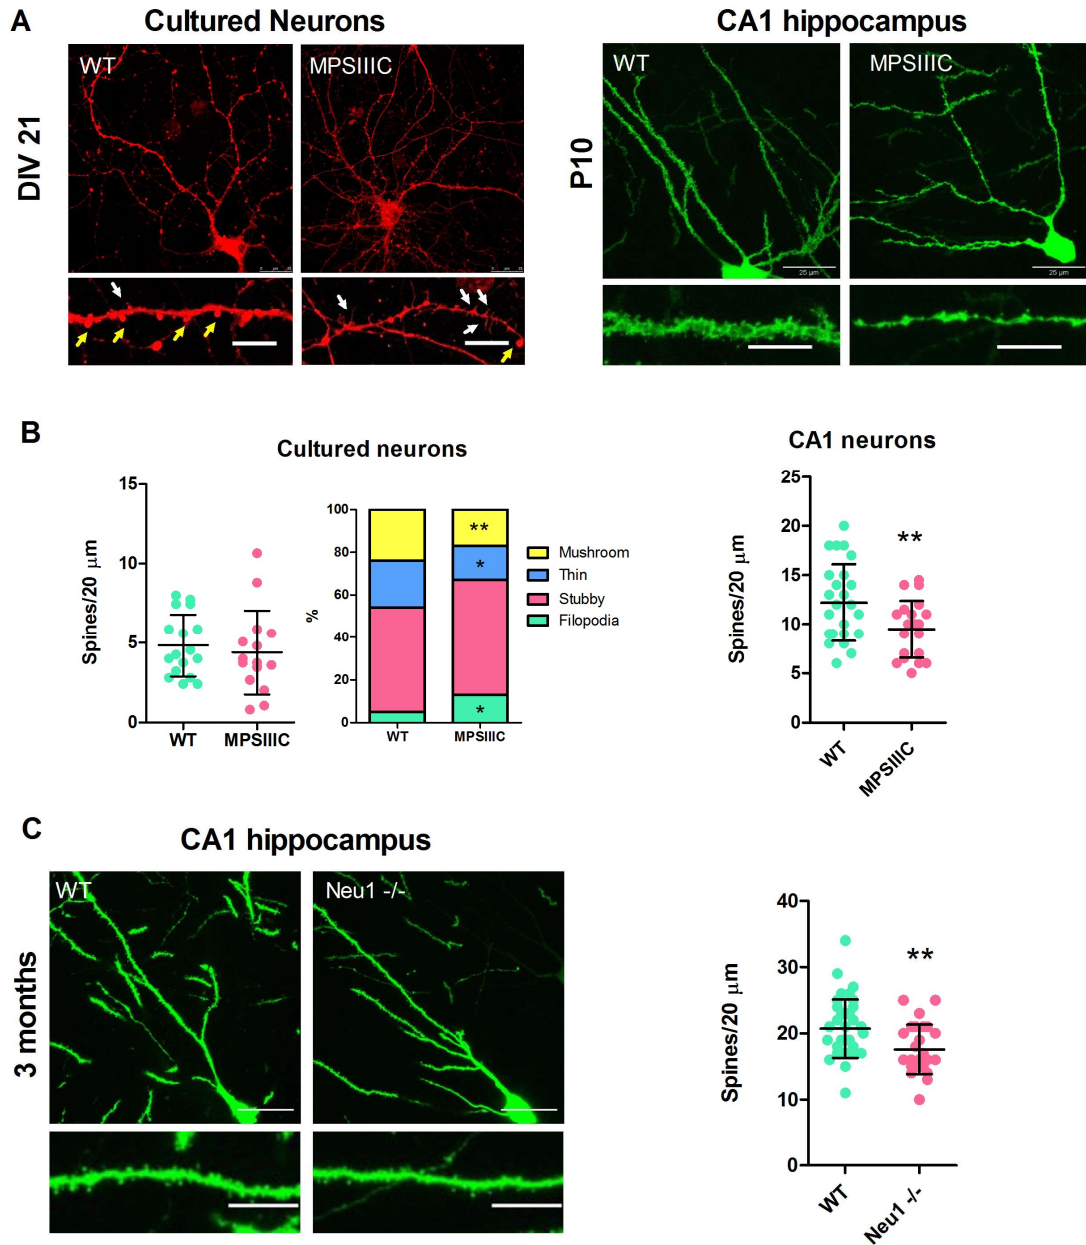 A
Cultured Neurons
CA1 hippocampus
DIV 21
WT
MPSIIIC
P10
WT
MPSIIIC
25 µm
25 µm
B
Cultured neurons
CA1 neurons
Spines/20 µm
15
10
5
0
WT
MPSIIIC
%
100
80
60
40
20
0
**
*
*
WT
MPSIIIC
Mushroom
Thin
Stubby
Filopodia
Spines/20 µm
25
20
15
10
5
0
**
WT
MPSIIIC
C
CA1 hippocampus
3 months
WT
Neu1 -/-
Spines/20 µm
40
30
20
10
0
**
WT
Neu1 -/-